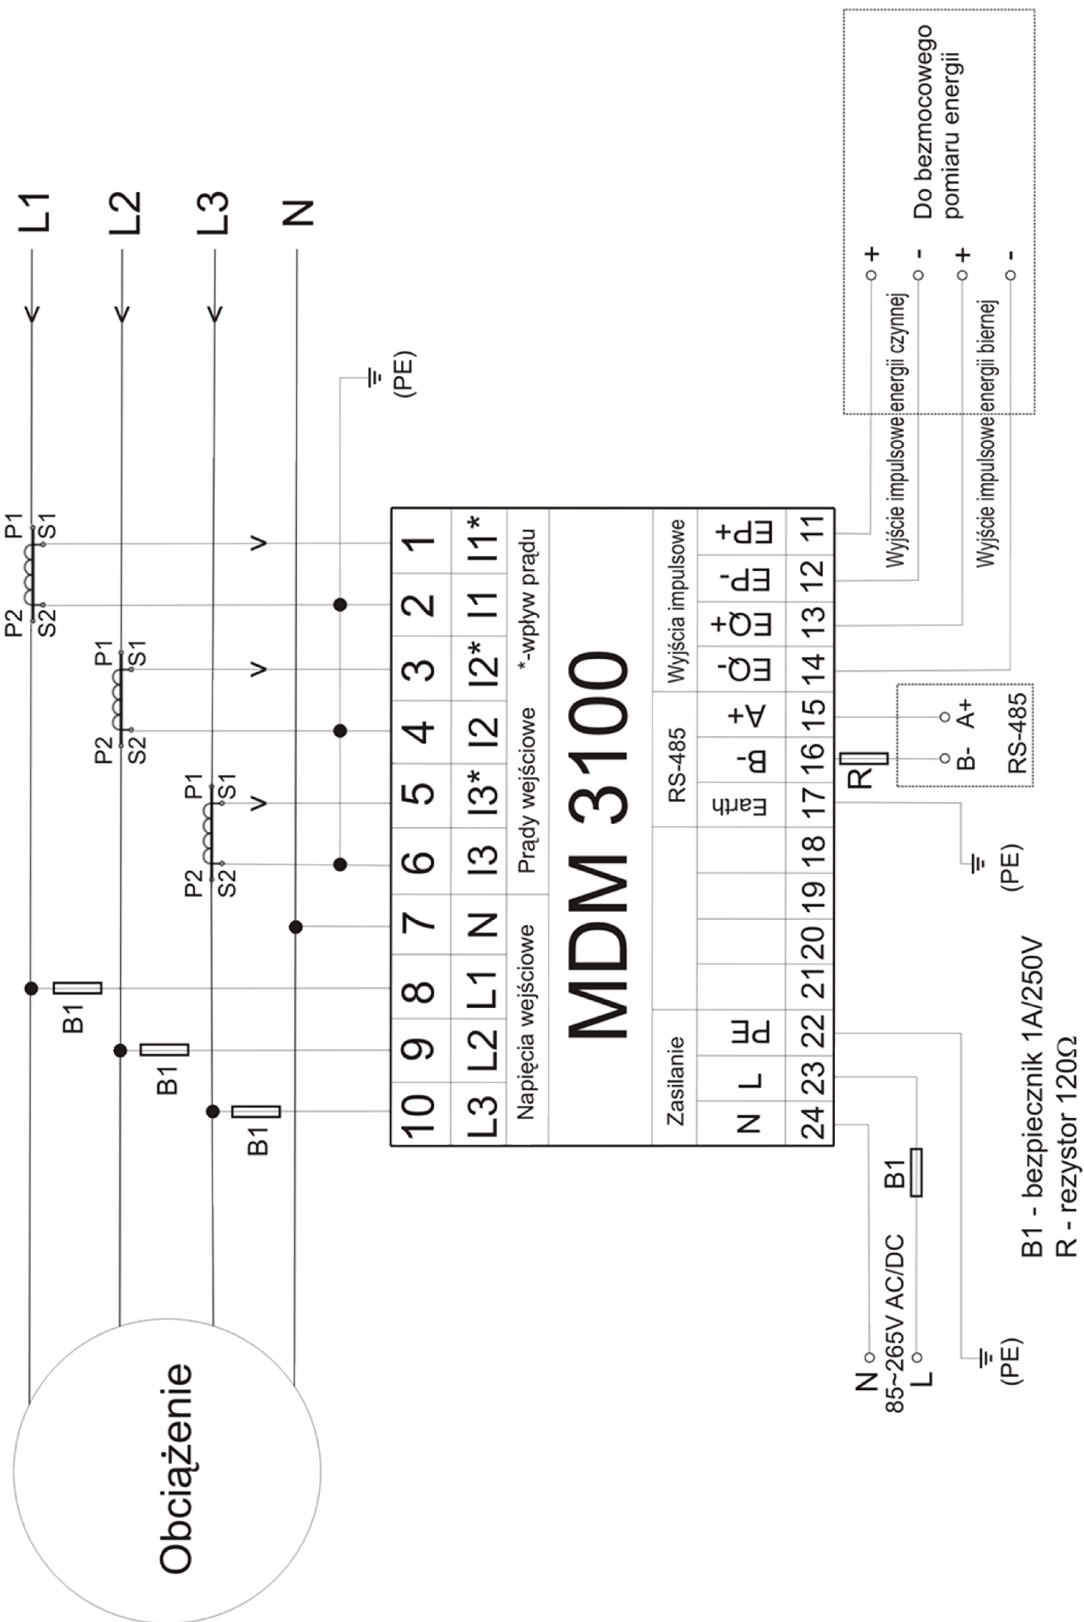 L1
L2
L3
N
P1
S1
P2
S2
P1
S1
P2
S2
P1
S1
P2
S2
B1
B1
B1
(PE)
Obciążenie
10 9 8 7 6 5 4 3 2 1
L3 L2 L1 N I3 I3* I2 I2* I1 I1*
Napięcia wejściowe
Prądy wejściowe
*-wpływ prądu
MDM 3100
Zasilanie
RS-485
Wyjścia impulsowe
N L PE Earth B- A+ EQ- EQ+ EP- EP+
24 23 22 21 20 19 18 17 16 15 14 13 12 11
N
85~265V AC/DC
L
B1
(PE)
(PE)
R
B- A+
RS-485
Wyjście impulsowe energii czynnej
Wyjście impulsowe energii biernej
+
-
+
-
Do bezmocowego
pomiaru energii
B1 - bezpiecznik 1A/250V
R - rezystor 120Ω